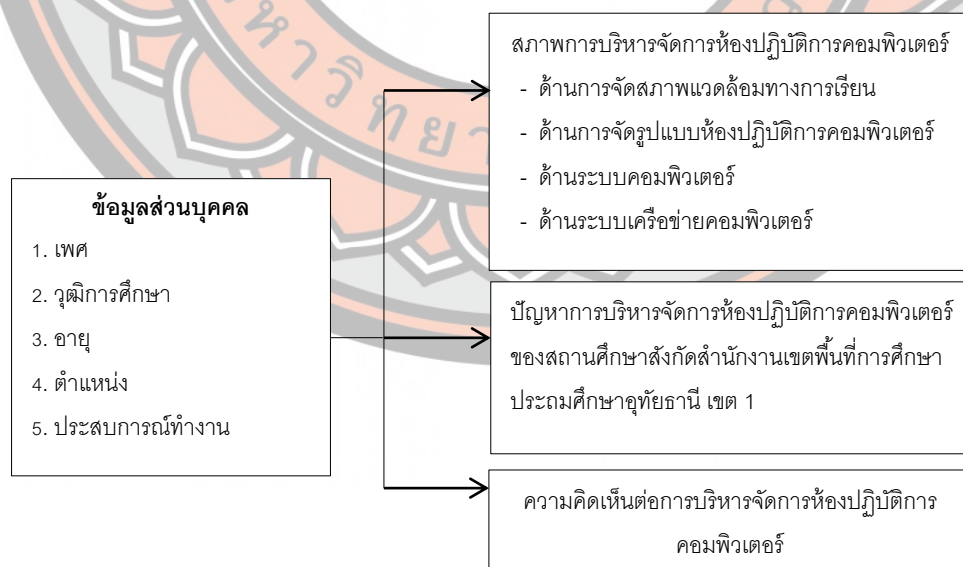 ข้อมูลส่วนบุคคล
1. เพศ
2. วุฒิการศึกษา
3. อายุ
4. ตำแหน่ง
5. ประสบการณ์ทำงาน
สภาพการบริหารจัดการห้องปฏิบัติการคอมพิวเตอร์
- ด้านการจัดสภาพแวดล้อมทางการเรียน
- ด้านการจัดรูปแบบห้องปฏิบัติการคอมพิวเตอร์
- ด้านระบบคอมพิวเตอร์
- ด้านระบบเครือข่ายคอมพิวเตอร์
ปัญหาการบริหารจัดการห้องปฏิบัติการคอมพิวเตอร์
ของสถานศึกษาสังกัดสำนักงานเขตพื้นที่การศึกษา
ประถมศึกษาอุทัยธานี เขต 1
ความคิดเห็นต่อการบริหารจัดการห้องปฏิบัติการ
คอมพิวเตอร์